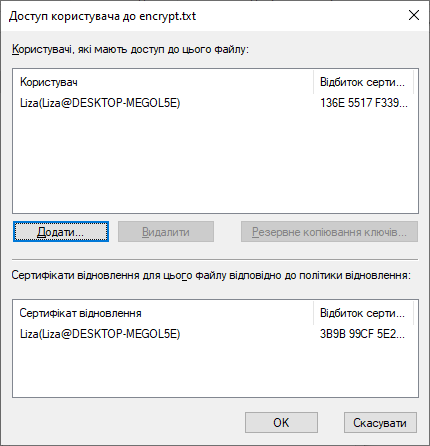 Доступ користувача до encrypt.txt
Користувачі, які мають доступ до цього файлу:
Користувач Відбиток серти...
Liza(Liza@DESKTOP-MEGOL5E) 136E 5517 F339...
Додати... Видалити Резервне копіювання ключів...
Сертифікати відновлення для цього файлу відповідно до політики відновлення:
Сертифікат відновлення Відбиток серти...
Liza(Liza@DESKTOP-MEGOL5E) 3B9B 99CF 5E2...
OK Скасувати